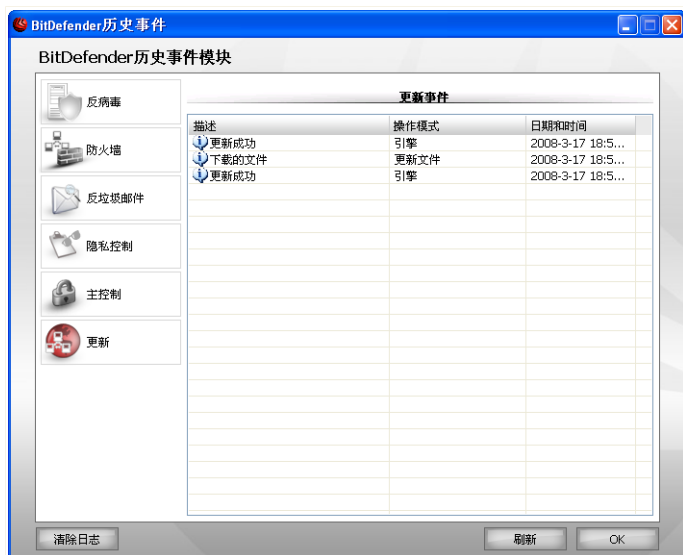 BitDefender历史事件
BitDefender历史事件模块
反病毒
防火墙
反垃圾邮件
隐私控制
主控制
更新
更新事件
描述 操作模式 日期和时间
更新成功 引擎 2008-3-17 18:5...
下载的文件 更新文件 2008-3-17 18:5...
更新成功 引擎 2008-3-17 18:5...
清除日志 刷新 OK